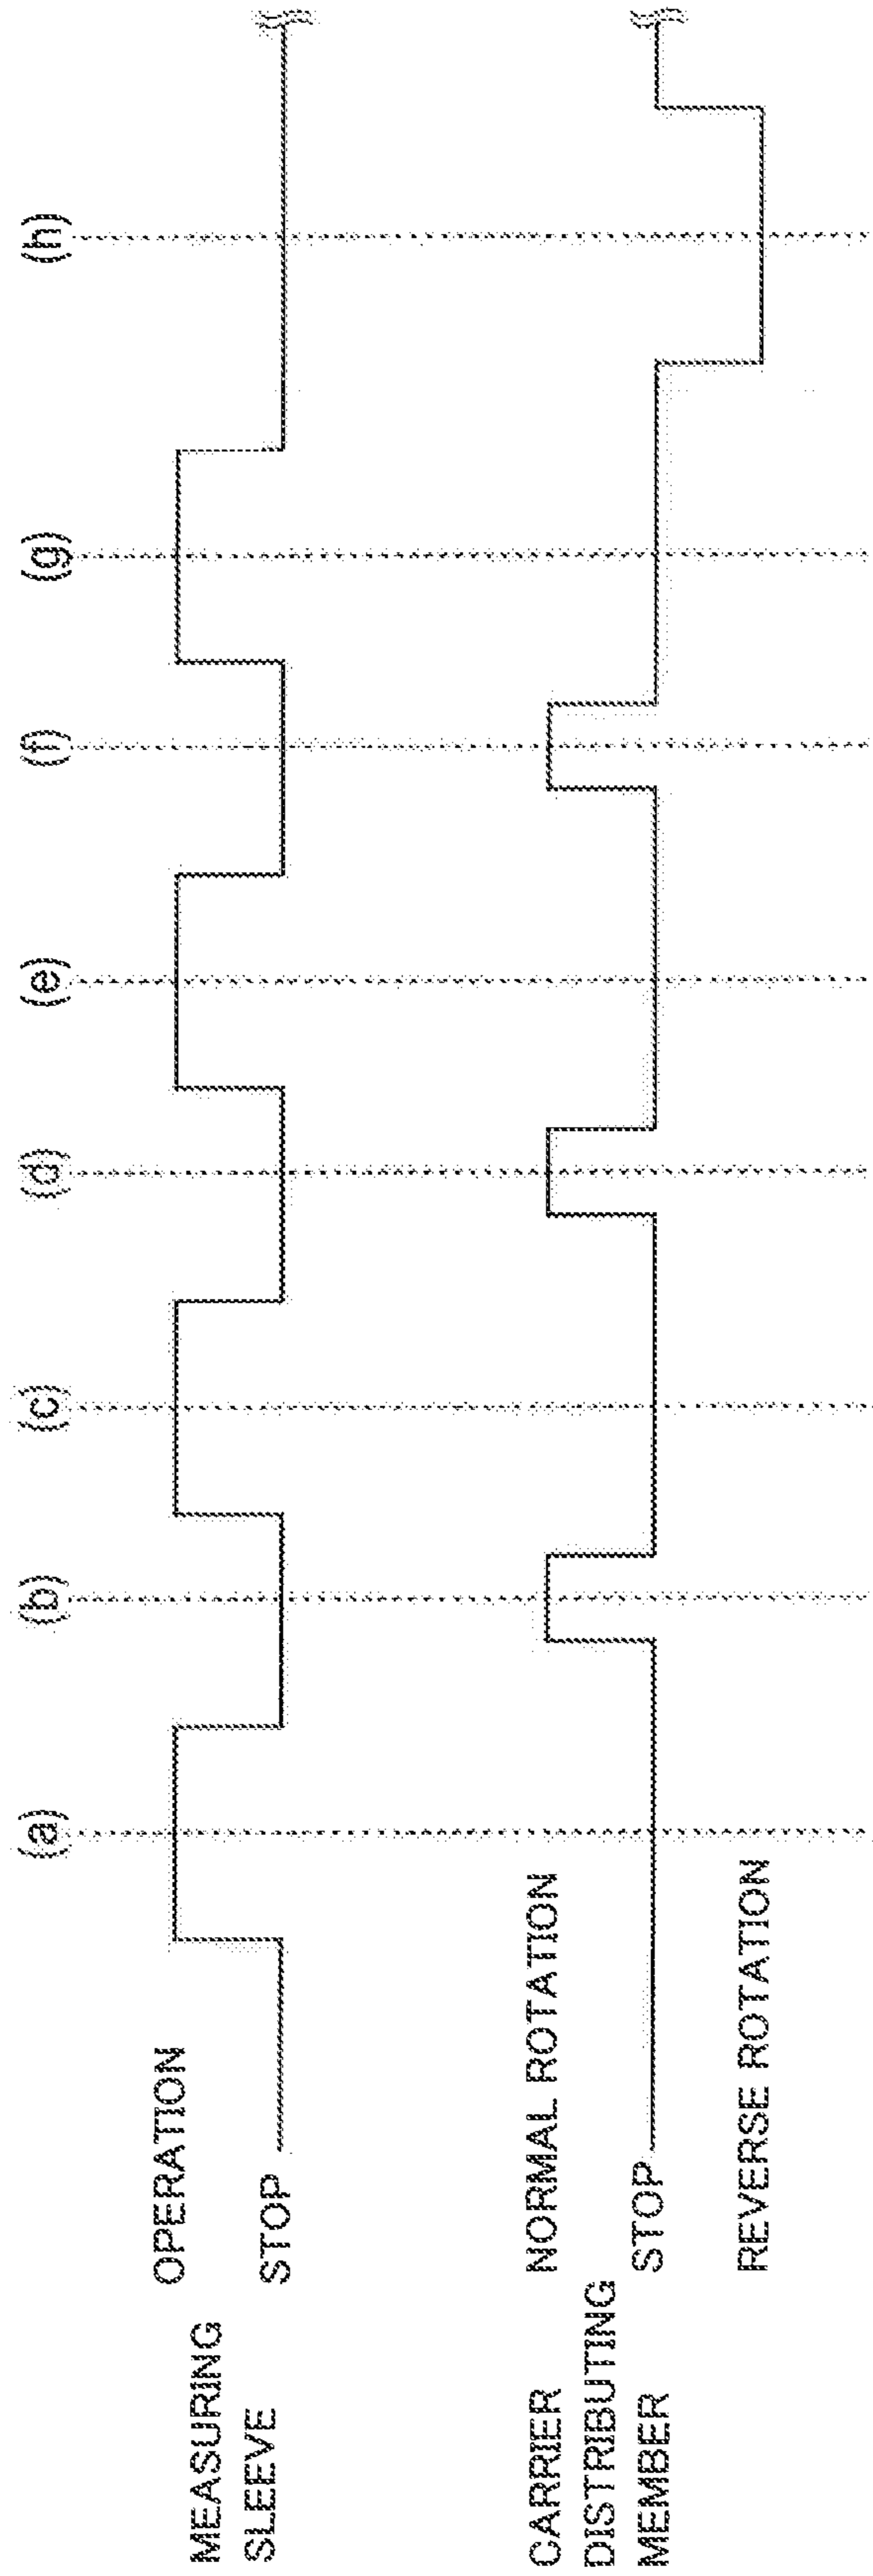 (a)
(b)
(c)
(d)
(e)
(f)
(g)
(h)
MEASURING
SLEEVE
OPERATION
STOP
CARRIER
DISTRIBUTING
MEMBER
NORMAL ROTATION
STOP
REVERSE ROTATION